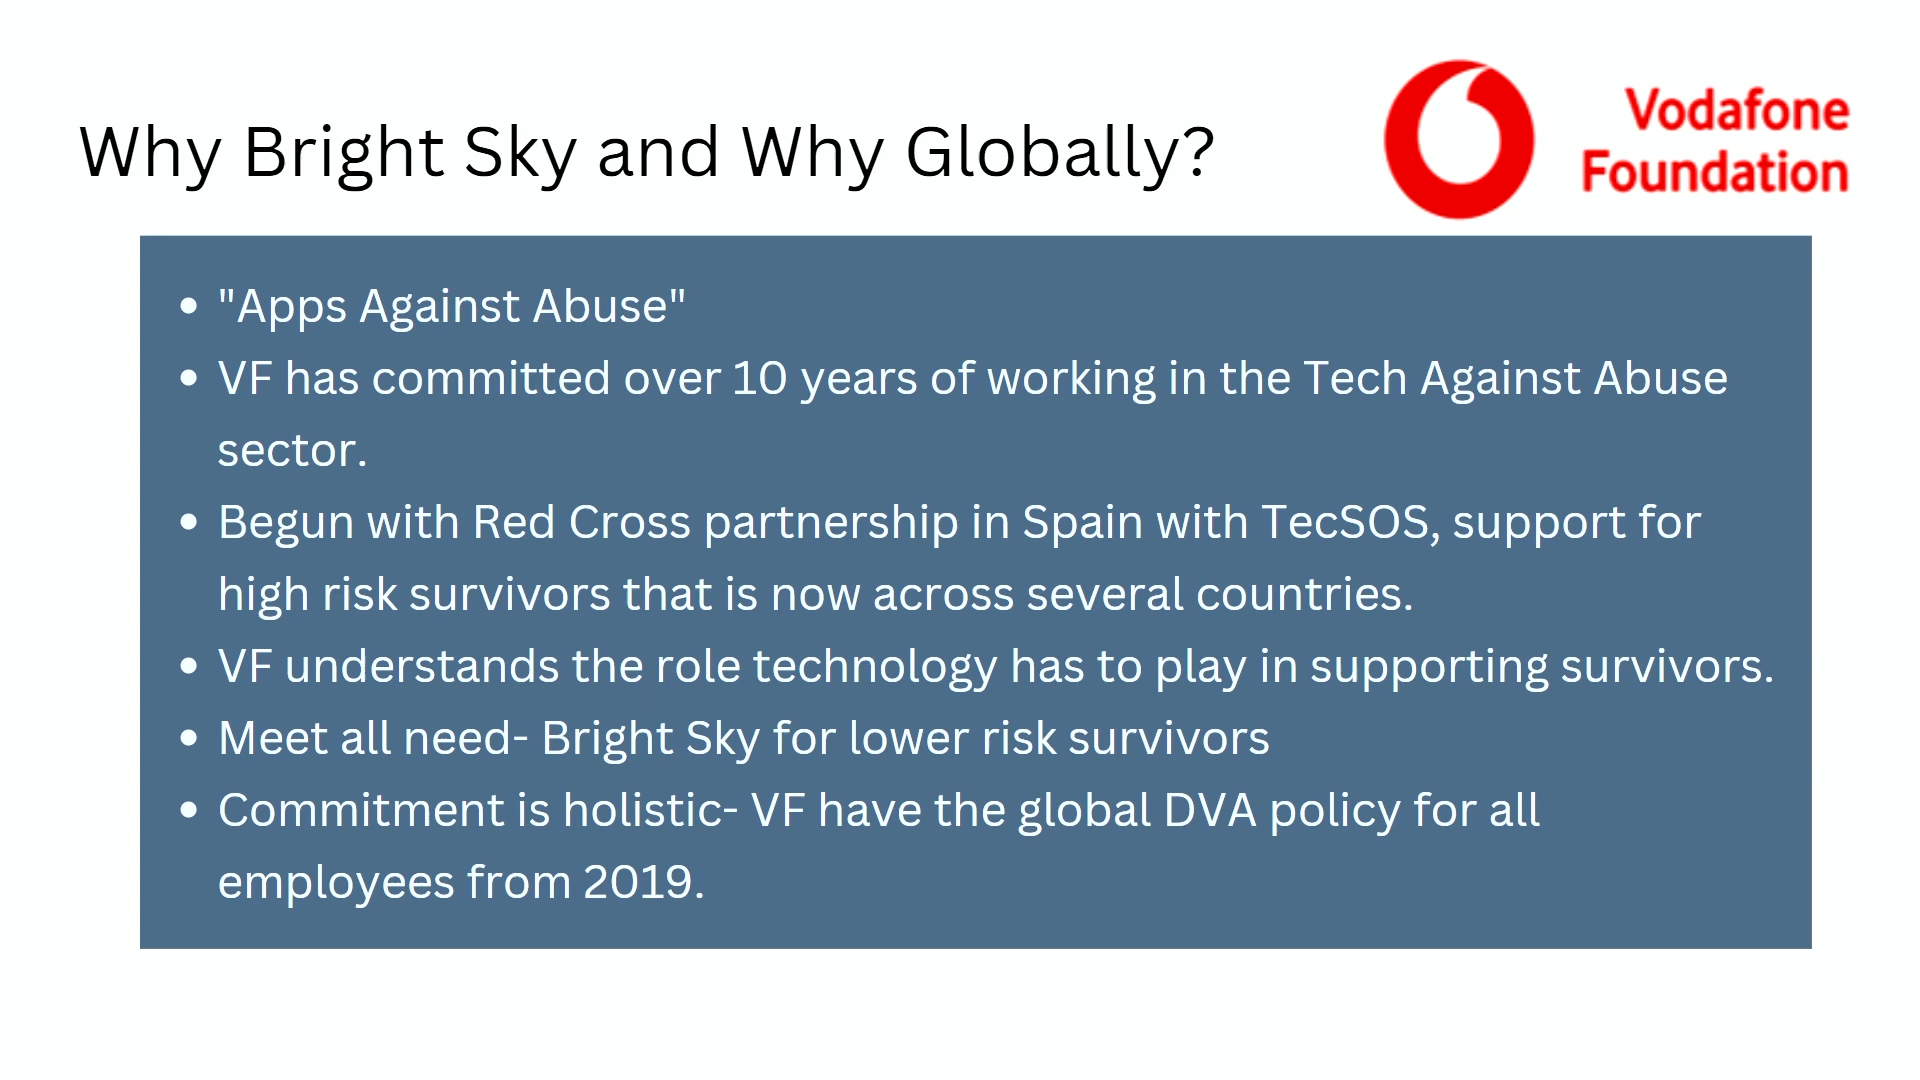 Why Bright Sky and Why Globally?
Vodafone
Foundation
• "Apps Against Abuse"
• VF has committed over 10 years of working in the Tech Against Abuse
sector.
• Begun with Red Cross partnership in Spain with TecSOS, support for
high risk survivors that is now across several countries.
• VF understands the role technology has to play in supporting survivors.
• Meet all need- Bright Sky for lower risk survivors
• Commitment is holistic- VF have the global DVA policy for all
employees from 2019.